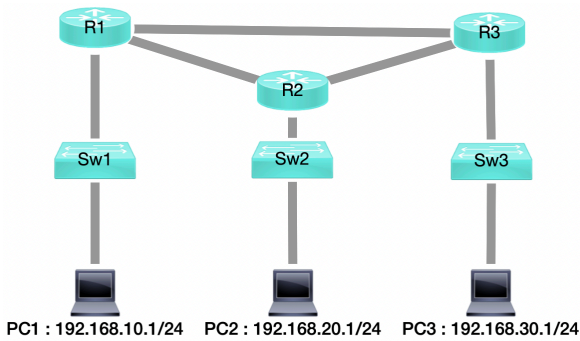 R1
R3
R2
Sw1
Sw2
Sw3
PC1 : 192.168.10.1/24
PC2 : 192.168.20.1/24
PC3 : 192.168.30.1/24